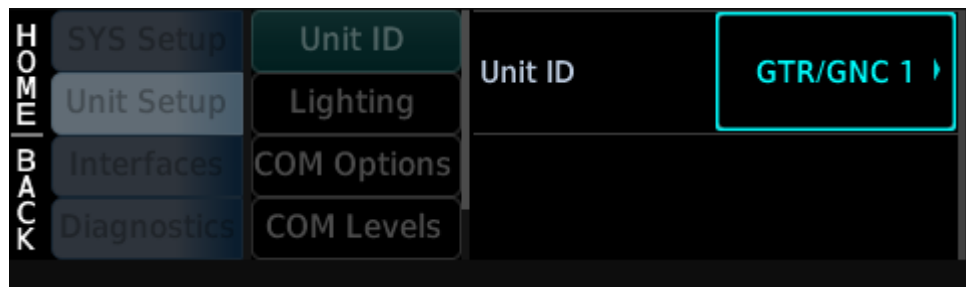 HOME
BACK
SYS Setup
Unit Setup
Interfaces
Diagnostics
Unit ID
Lighting
COM Options
COM Levels
Unit ID
GTR/GNC 1